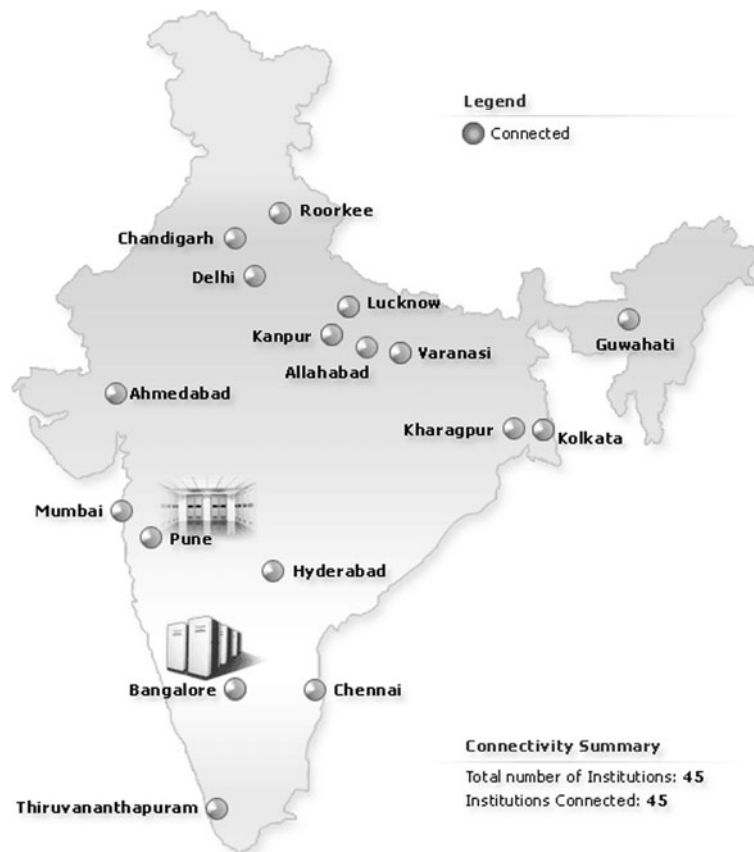 Legend
Connected
Roorkee
Chandigarh
Delhi
Lucknow
Kanpur
Varanasi
Allahabad
Guwahati
Ahmedabad
Kharagpur
Kolkata
Mumbai
Pune
Hyderabad
Bangalore
Chennai
Connectivity Summary
Total number of Institutions: 45
Institutions Connected: 45
Thiruvananthapuram